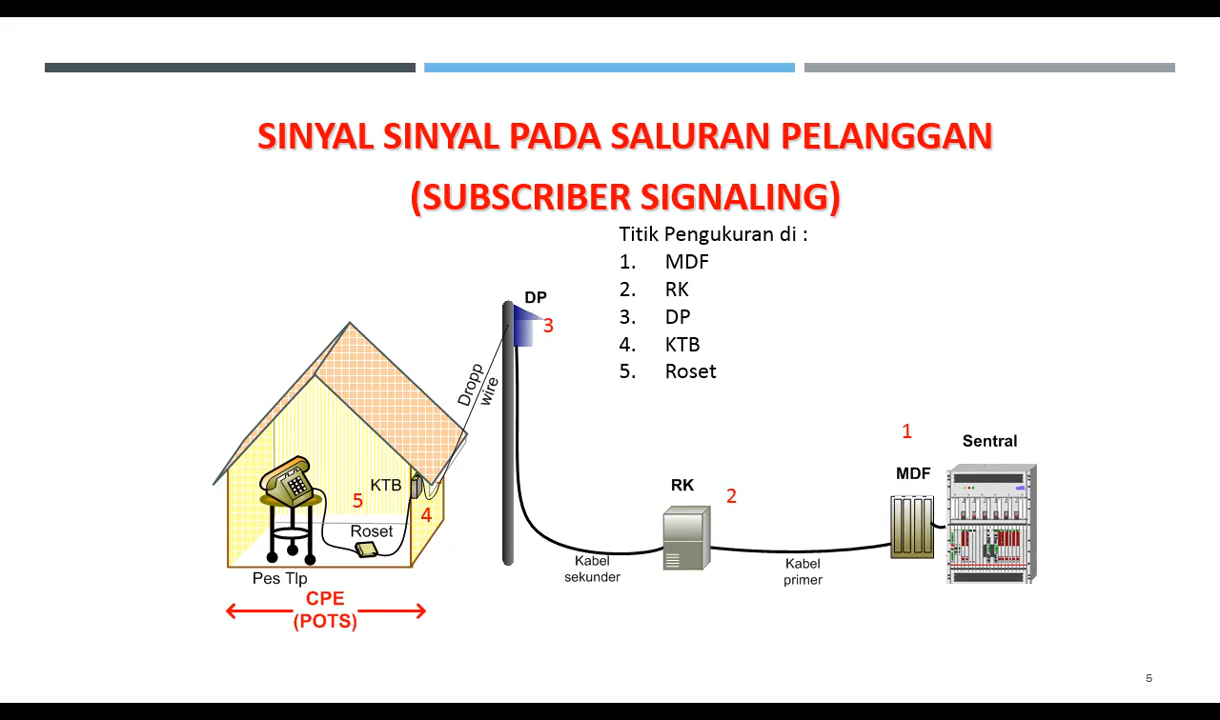 SINYAL SINYAL PADA SALURAN PELANGGAN
(SUBSCRIBER SIGNALING)
Titik Pengukuran di :
1. MDF
2. RK
3. DP
4. KTB
5. Roset
DP
3
Dropp
wire
1
Sentral
MDF
RK
2
KTB
5
4
Roset
Kabel
sekunder
Kabel
primer
Pes Tlp
CPE
(POTS)
5